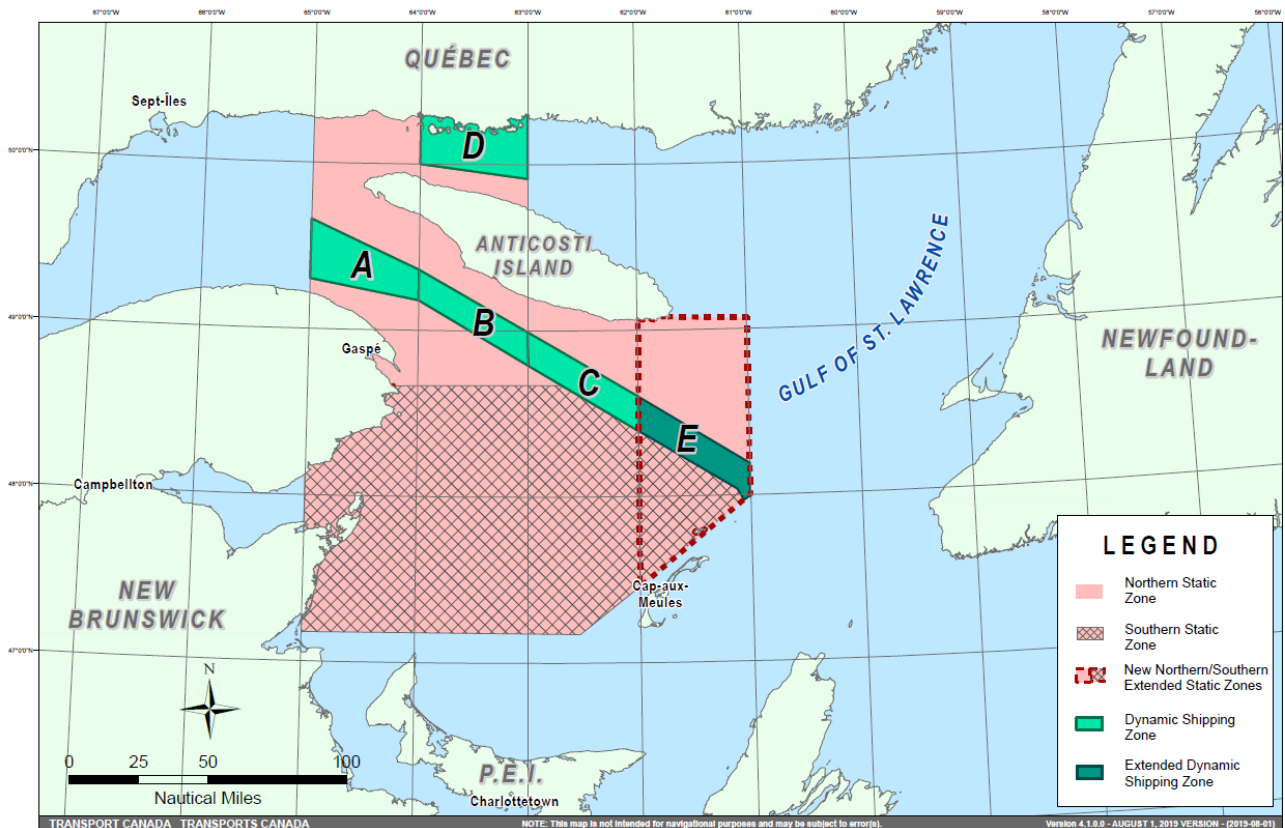 67°0'0"W
66°0'0"W
65°0'0"W
64°0'0"W
63°0'0"W
62°0'0"W
61°0'0"W
60°0'0"W
59°0'0"W
58°0'0"W
57°0'0"W
56°0'0"W
QUÉBEC
Sept-Îles
50°0'0"N
D
ANTICOSTI
ISLAND
A
B
49°0'0"N
Gaspé
C
E
GULF OF ST. LAWRENCE
NEWFOUND-
LAND
48°0'0"N
Campbellton
NEW
BRUNSWICK
Cap-aux-
Meules
47°0'0"N
N
0 25 50 100
Nautical Miles
P.E.I.
Charlottetown
LEGEND
Northern Static
Zone
Southern Static
Zone
New Northern/Southern
Extended Static Zones
Dynamic Shipping
Zone
Extended Dynamic
Shipping Zone
TRANSPORT CANADA TRANSPORTS CANADA
NOTE: This map is not intended for navigational purposes and may be subject to error(s).
Version 4.1.0.0 - AUGUST 1, 2019 VERSION - (2019-08-01)